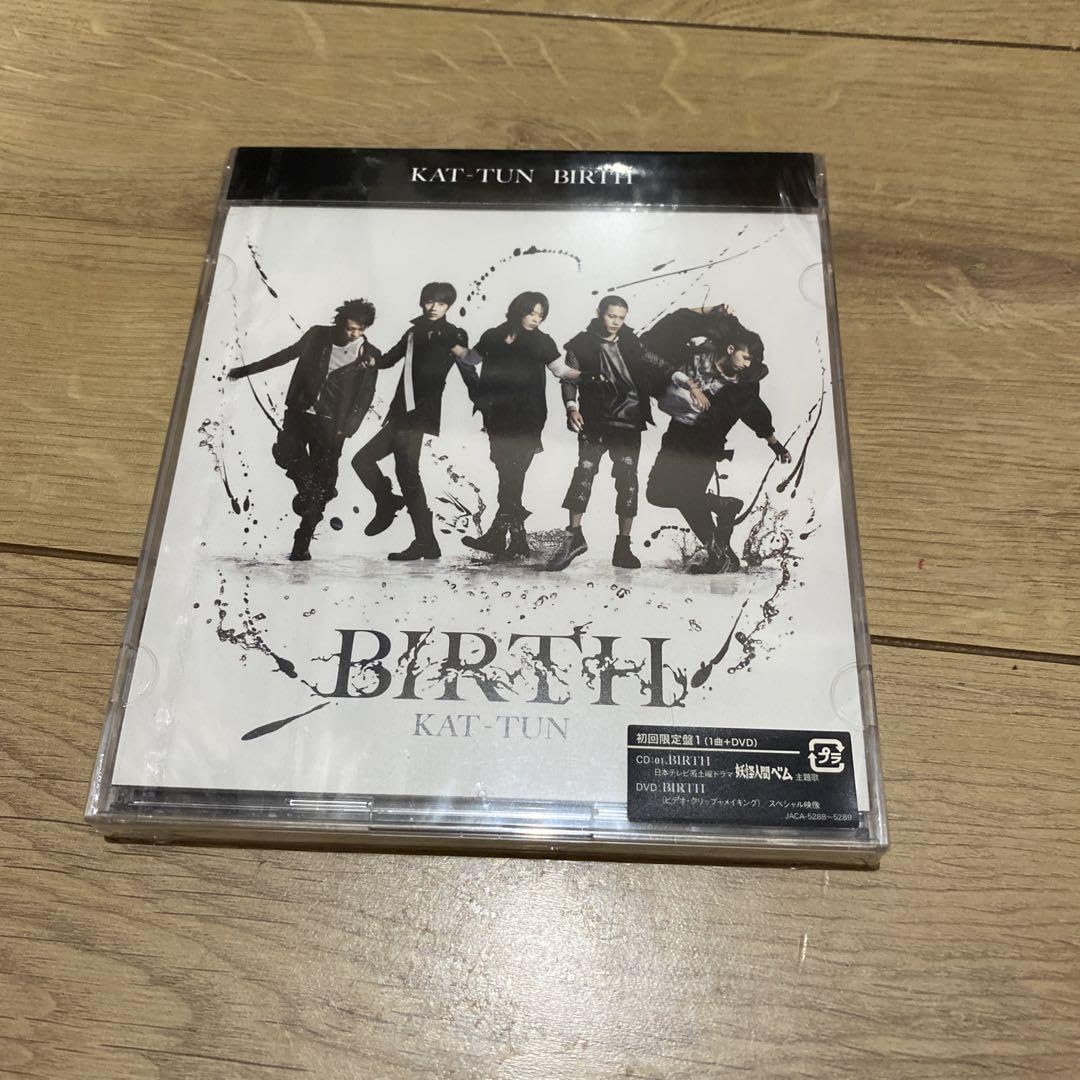 KAT-TUN BIRTH
BIRTH
KAT-TUN
初回限定盤1(1曲+DVD)
プラ
CD:01.BIRTH
日本テレビ系土曜ドラマ 妖怪人間ベム 主題歌
DVD:BIRTH
(ビデオ・クリップ+メイキング) / スペシャル映像
JACA-5288〜5289